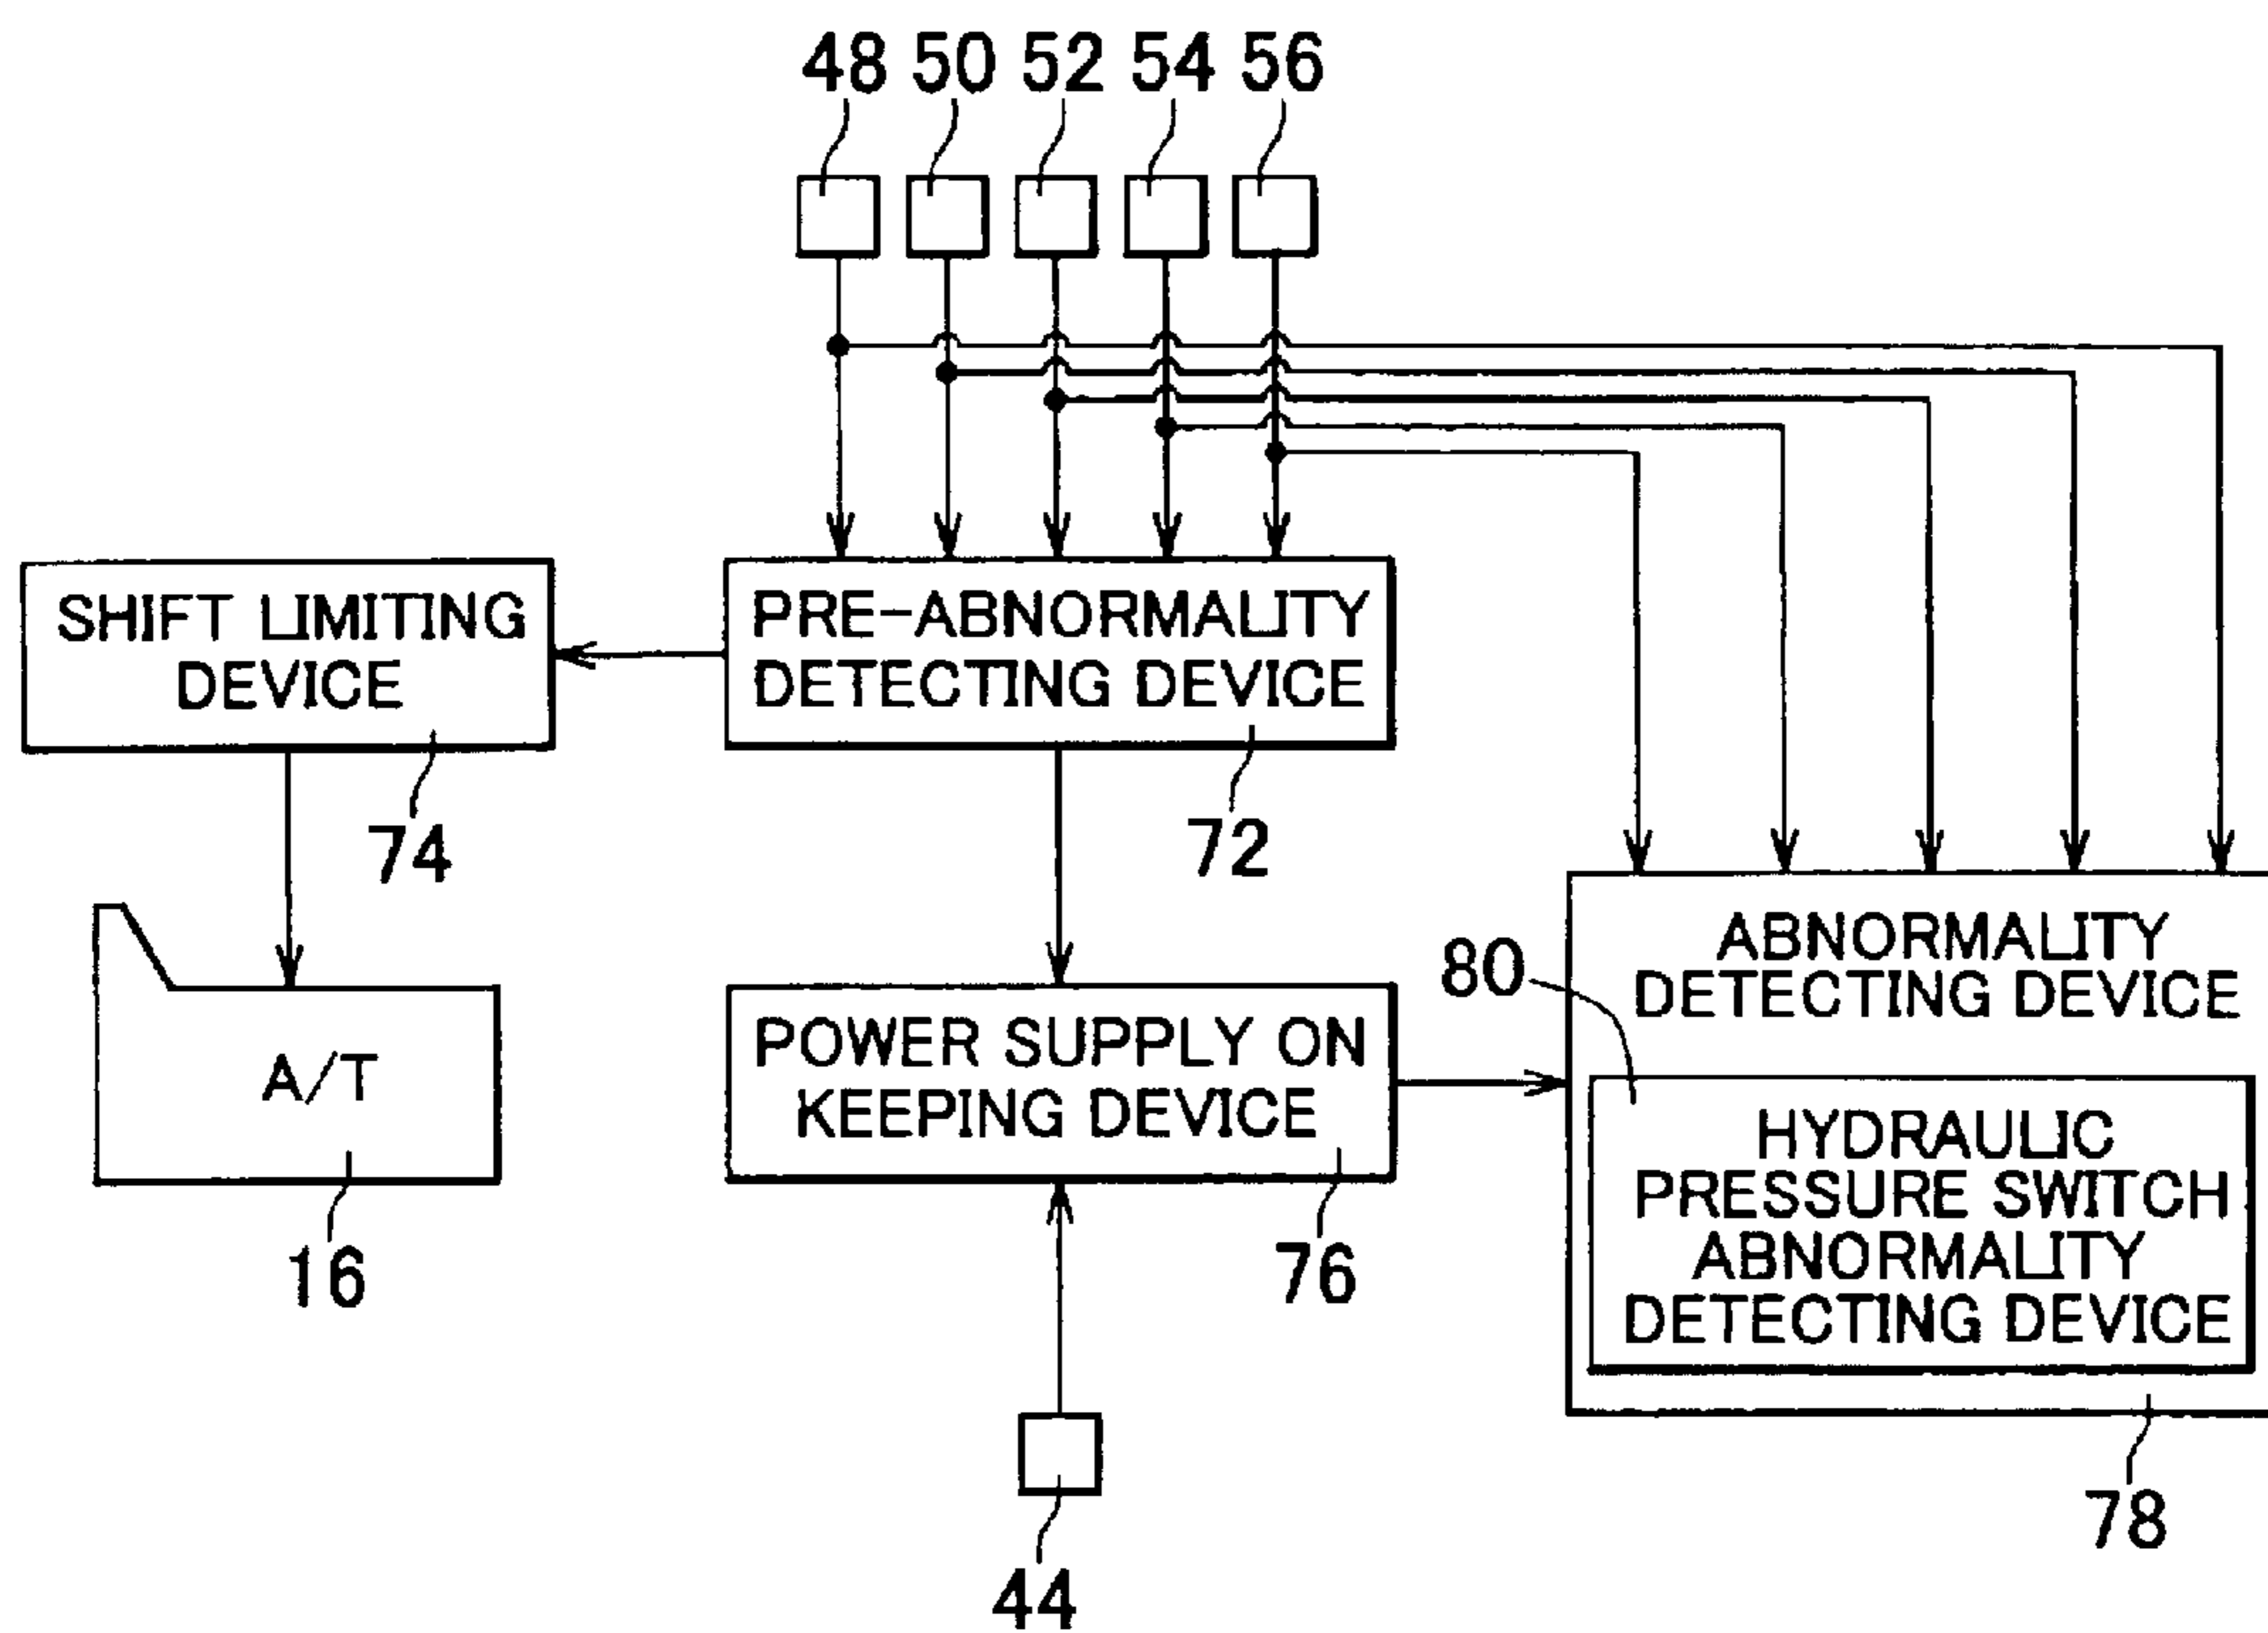 48 50 52 54 56
SHIFT LIMITING
DEVICE
74
PRE-ABNORMALITY
DETECTING DEVICE
72
A/T
16
POWER SUPPLY ON
KEEPING DEVICE
76
44
80
ABNORMALITY
DETECTING DEVICE
HYDRAULIC
PRESSURE SWITCH
ABNORMALITY
DETECTING DEVICE
78